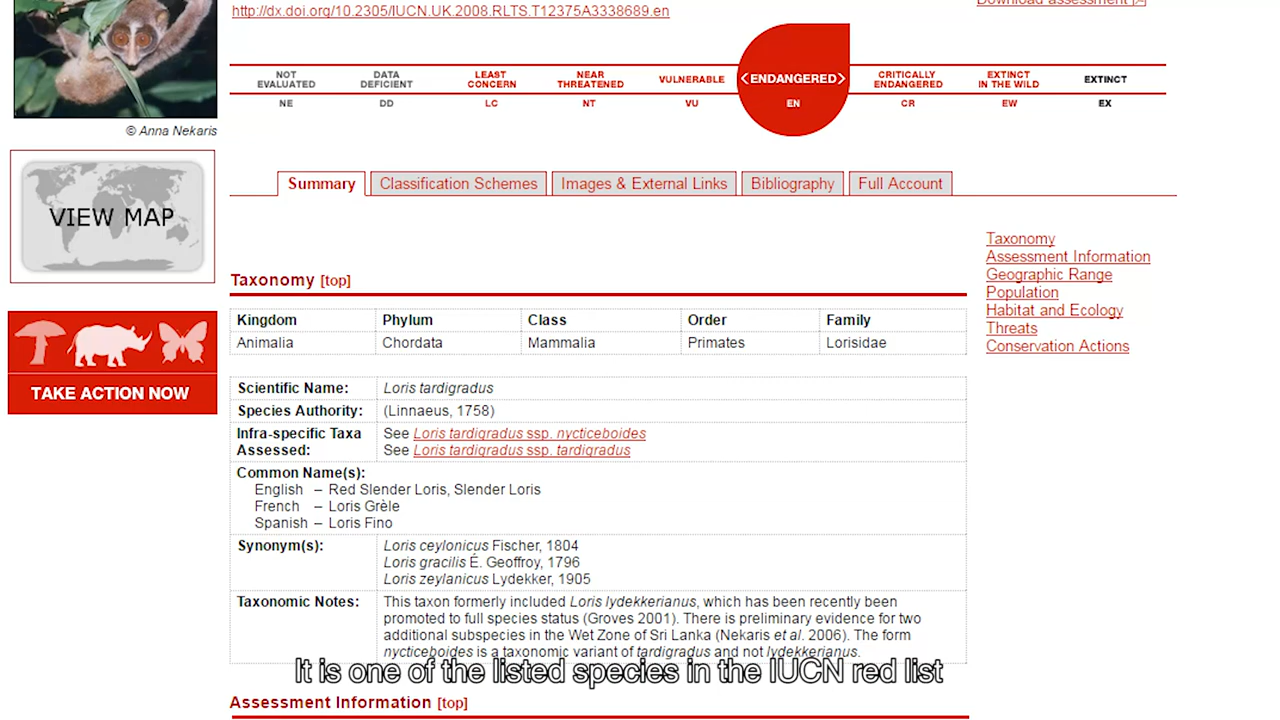 http://dx.doi.org/10.2305/IUCN.UK.2008.RLTS.T12375A3338689.en
Download assessment
NOT EVALUATED
DATA DEFICIENT
LEAST CONCERN
NEAR THREATENED
VULNERABLE
<ENDANGERED>
CRITICALLY ENDANGERED
EXTINCT IN THE WILD
EXTINCT
NE
DD
LC
NT
VU
EN
CR
EW
EX
© Anna Nekaris
VIEW MAP
TAKE ACTION NOW
Summary
Classification Schemes
Images & External Links
Bibliography
Full Account
Taxonomy
Assessment Information
Geographic Range
Population
Habitat and Ecology
Threats
Conservation Actions
Taxonomy [top]
Kingdom Phylum Class Order Family
Animalia Chordata Mammalia Primates Lorisidae
Scientific Name: Loris tardigradus
Species Authority: (Linnaeus, 1758)
Infra-specific Taxa See Loris tardigradus ssp. nycticeboides
Assessed: See Loris tardigradus ssp. tardigradus
Common Name(s):
English – Red Slender Loris, Slender Loris
French – Loris Grèle
Spanish – Loris Fino
Synonym(s): Loris ceylonicus Fischer, 1804
Loris gracilis É. Geoffroy, 1796
Loris zeylanicus Lydekker, 1905
Taxonomic Notes: This taxon formerly included Loris lydekkerianus, which has been recently been
promoted to full species status (Groves 2001). There is preliminary evidence for two
additional subspecies in the Wet Zone of Sri Lanka (Nekaris et al. 2006). The form
nycticeboides is a taxonomic variant of tardigradus and not lydekkerianus.
It is one of the listed species in the IUCN red list
Assessment Information [top]